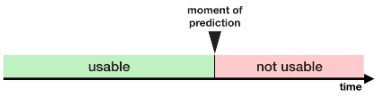 moment of
prediction
usable
not usable
time